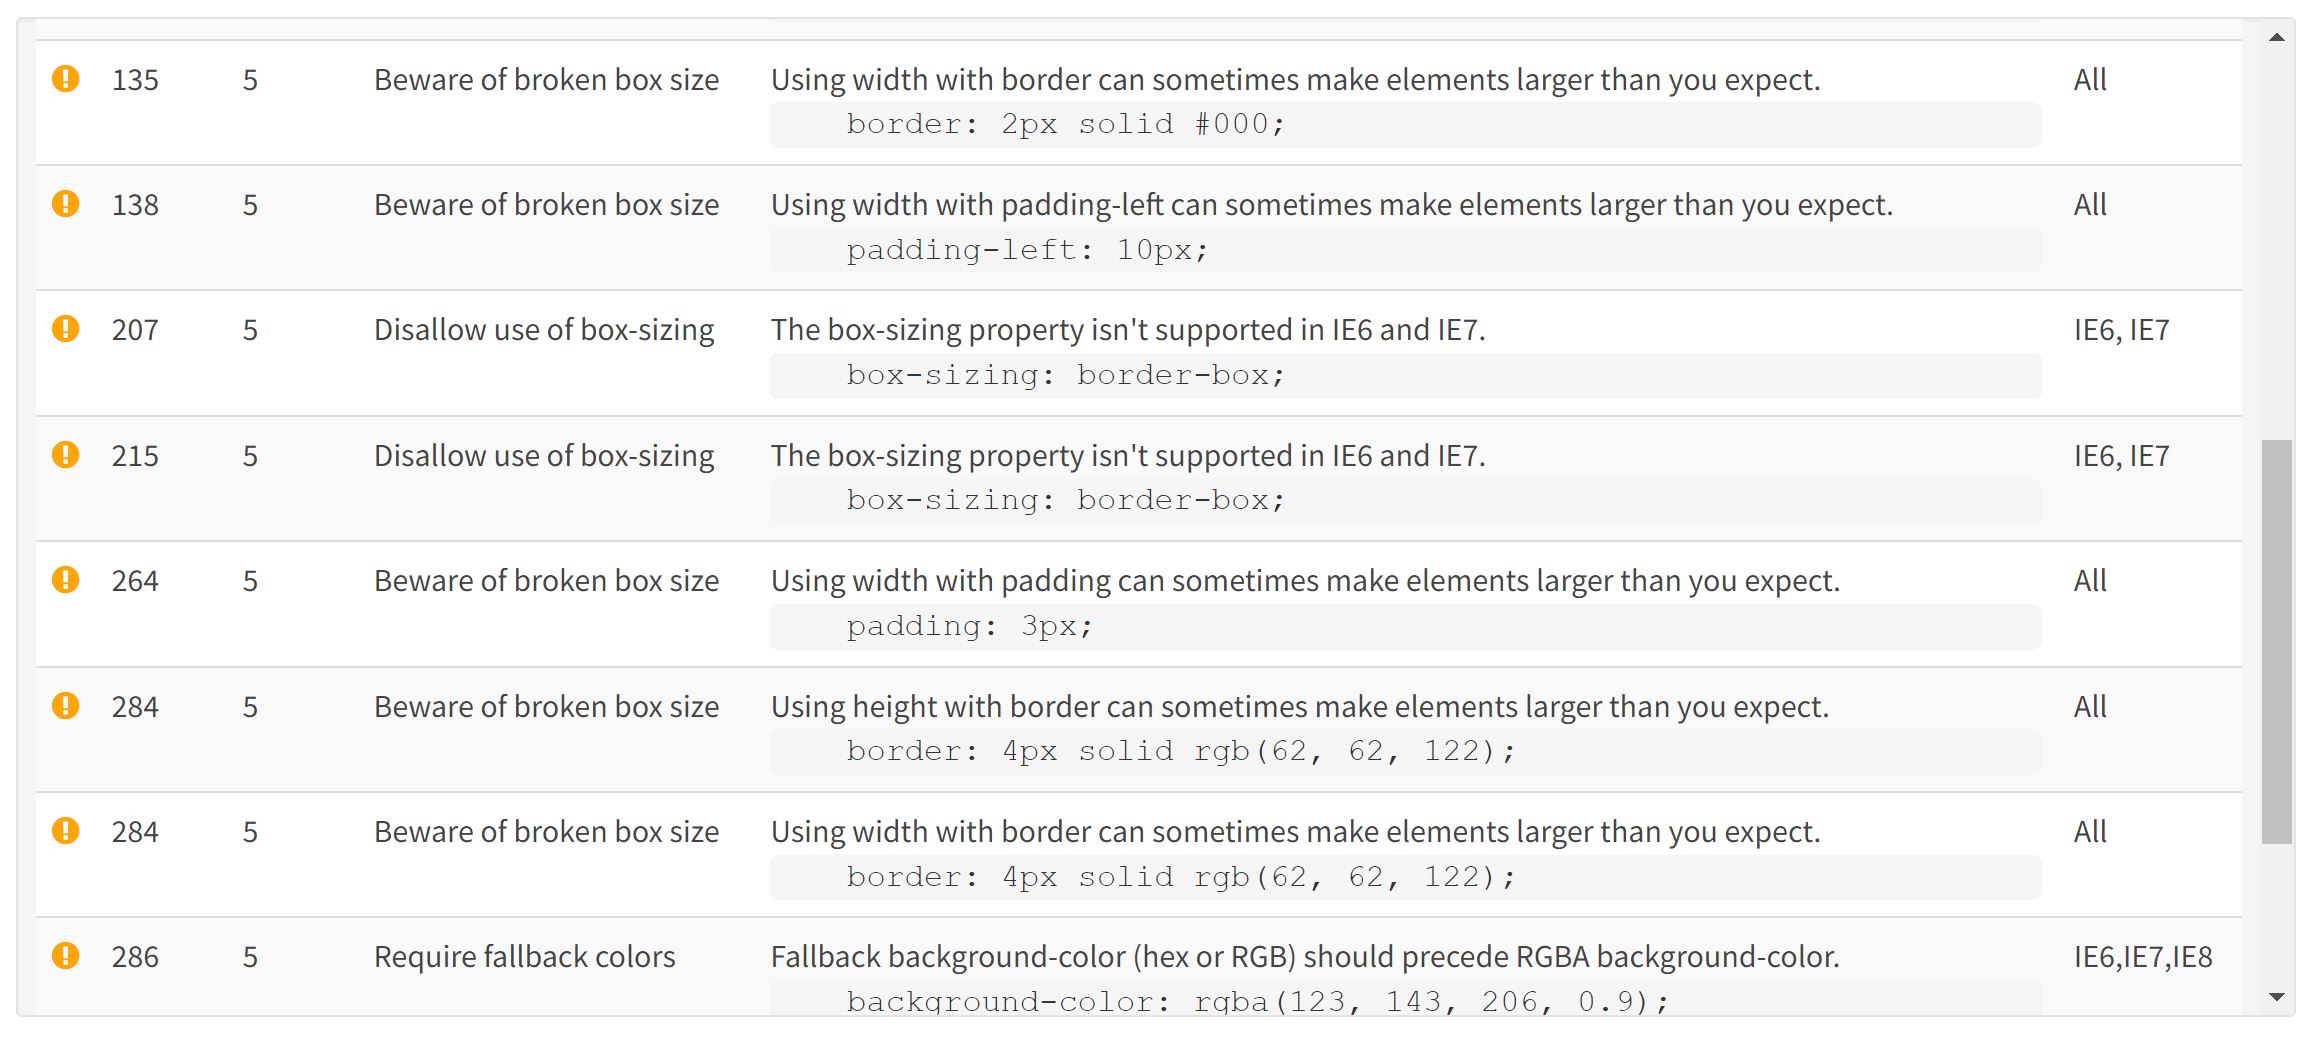 135 5 Beware of broken box size Using width with border can sometimes make elements larger than you expect. All
border: 2px solid #000;
138 5 Beware of broken box size Using width with padding-left can sometimes make elements larger than you expect. All
padding-left: 10px;
207 5 Disallow use of box-sizing The box-sizing property isn't supported in IE6 and IE7. IE6, IE7
box-sizing: border-box;
215 5 Disallow use of box-sizing The box-sizing property isn't supported in IE6 and IE7. IE6, IE7
box-sizing: border-box;
264 5 Beware of broken box size Using width with padding can sometimes make elements larger than you expect. All
padding: 3px;
284 5 Beware of broken box size Using height with border can sometimes make elements larger than you expect. All
border: 4px solid rgb(62, 62, 122);
284 5 Beware of broken box size Using width with border can sometimes make elements larger than you expect. All
border: 4px solid rgb(62, 62, 122);
286 5 Require fallback colors Fallback background-color (hex or RGB) should precede RGBA background-color. IE6,IE7,IE8
background-color: rgba(123, 143, 206, 0.9);